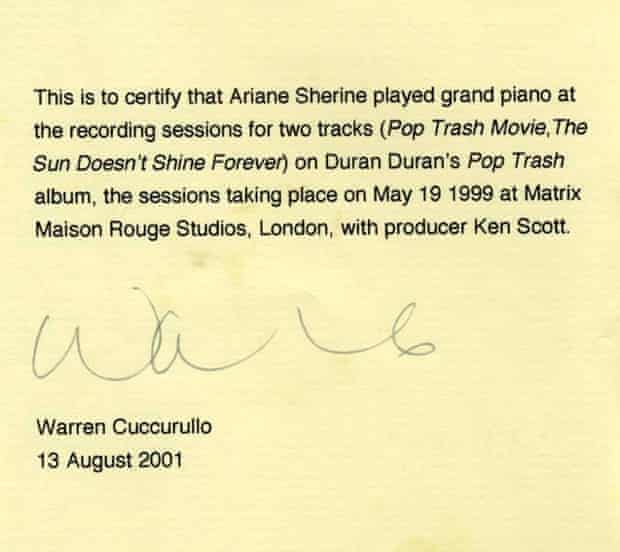 This is to certify that Ariane Sherine played grand piano at
the recording sessions for two tracks (Pop Trash Movie,The
Sun Doesn't Shine Forever) on Duran Duran's Pop Trash
album, the sessions taking place on May 19 1999 at Matrix
Maison Rouge Studios, London, with producer Ken Scott.
Warren Cuccurullo
13 August 2001